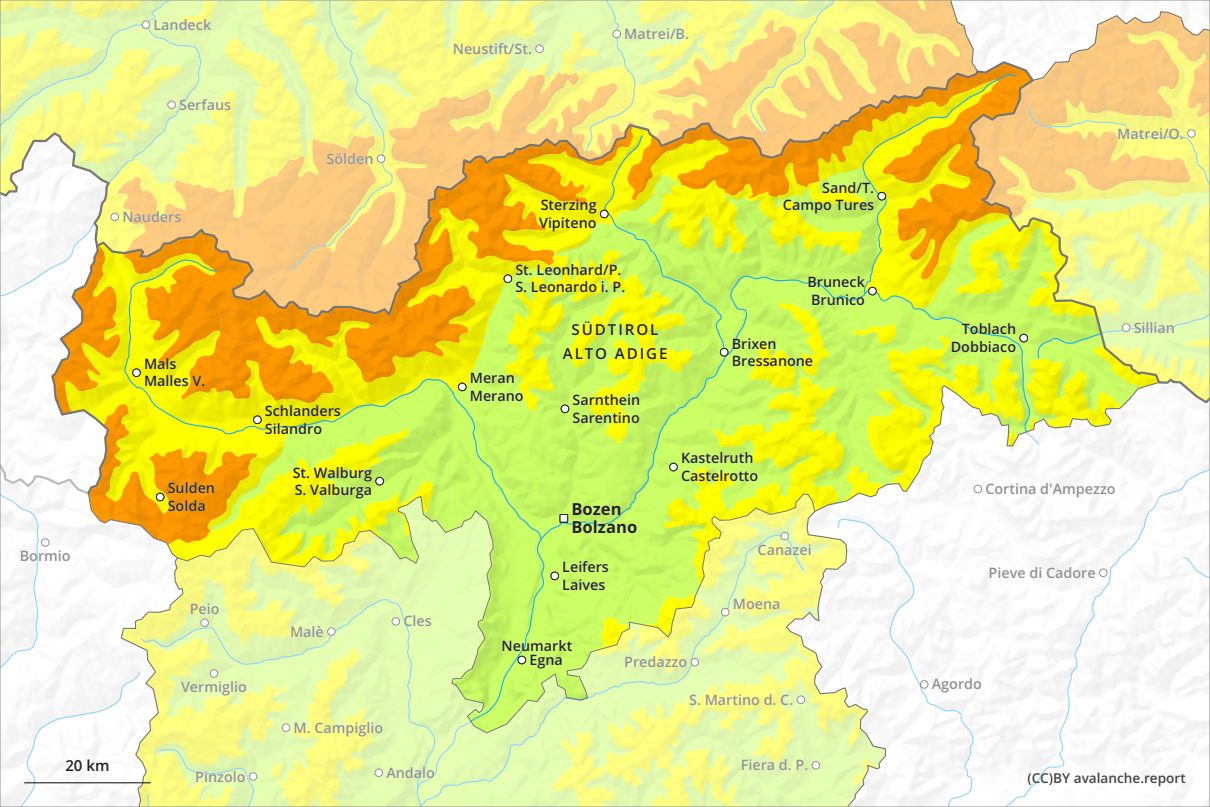 Landeck
Neustift/St.
Matrei/B.
Serfaus
Matrei/O.
Sölden
Sand/T.
Campo Tures
Nauders
Sterzing
Vipiteno
St. Leonhard/P.
S. Leonardo i. P.
Bruneck
Brunico
SÜDTIROL
ALTO ADIGE
Toblach
Dobbiaco
Sillian
Brixen
Bressanone
Mals
Malles V.
Meran
Merano
Sarnthein
Sarentino
Schlanders
Silandro
Kastelruth
Castelrotto
St. Walburg
S. Valburga
Sulden
Solda
Cortina d'Ampezzo
Bozen
Bolzano
Bormio
Canazei
Leifers
Laives
Pieve di Cadore
Peio
Moena
Malè
Cles
Neumarkt
Egna
Predazzo
Vermiglio
Agordo
S. Martino d. C.
M. Campiglio
20 km
Pinzolo
Andalo
Fiera d. P.
(CC)BY avalanche.report